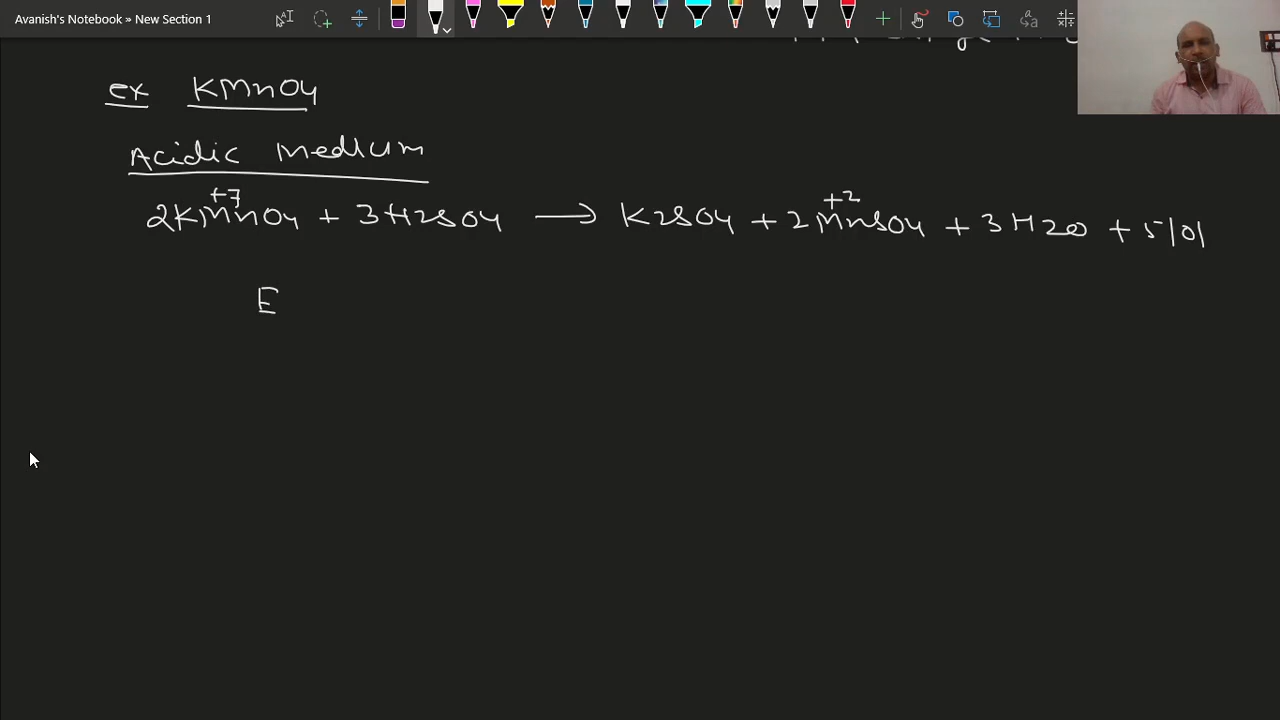 Avanish's Notebook » New Section 1
ex KMnO4
Acidic Medium
+7 +2
2KMnO4 + 3H2SO4 → K2SO4 + 2MnSO4 + 3H2O + 5|O|
E